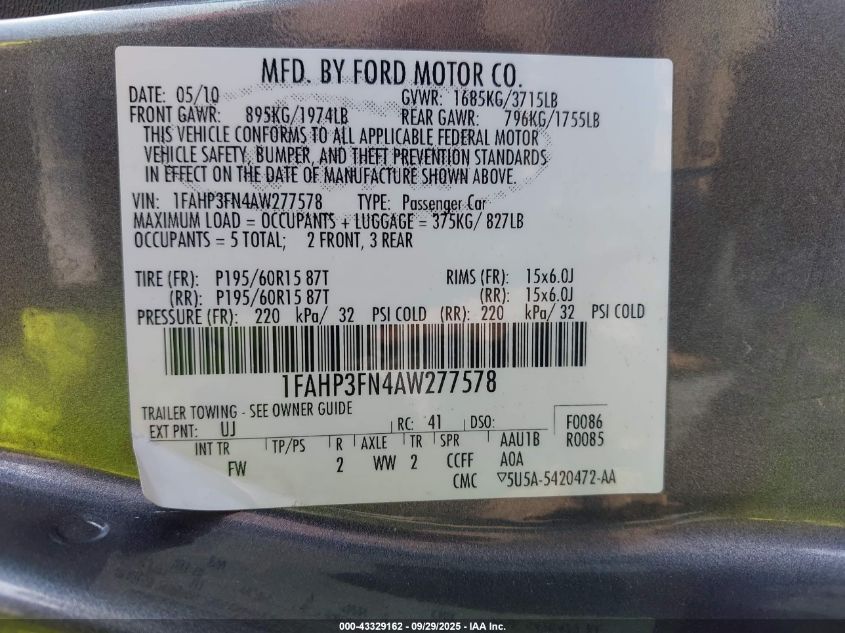 MFD. BY FORD MOTOR CO.
DATE: 05/10 GVWR: 1685KG/3715LB
FRONT GAWR: 895KG/1974LB REAR GAWR: 796KG/1755LB
THIS VEHICLE CONFORMS TO ALL APPLICABLE FEDERAL MOTOR
VEHICLE SAFETY, BUMPER, AND THEFT PREVENTION STANDARDS
IN EFFECT ON THE DATE OF MANUFACTURE SHOWN ABOVE.
VIN: 1FAHP3FN4AW277578 TYPE: Passenger Car
MAXIMUM LOAD = OCCUPANTS + LUGGAGE = 375KG/ 827LB
OCCUPANTS = 5 TOTAL; 2 FRONT, 3 REAR
TIRE (FR): P195/60R15 87T RIMS (FR): 15x6.0J
(RR): P195/60R15 87T (RR): 15x6.0J
PRESSURE (FR): 220 kPa/ 32 PSI COLD (RR): 220 kPa/ 32 PSI COLD
1FAHP3FN4AW277578
TRAILER TOWING - SEE OWNER GUIDE
EXT PNT: UJ RC: 41 DSO: F0086
INT TR TP/PS R AXLE TR SPR AAU1B R0085
FW 2 WW 2 CCFF AOA
CMC 5U5A-5420472-AA
000-43329162 - 09/29/2025 - IAA Inc.